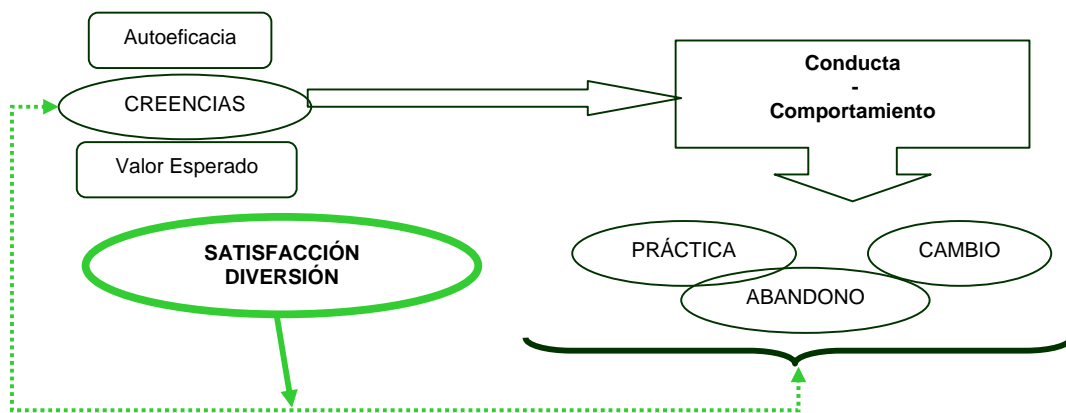 Autoeficacia
CREENCIAS
Valor Esperado
Conducta
-
Comportamiento
SATISFACCIÓN
DIVERSIÓN
PRÁCTICA
CAMBIO
ABANDONO